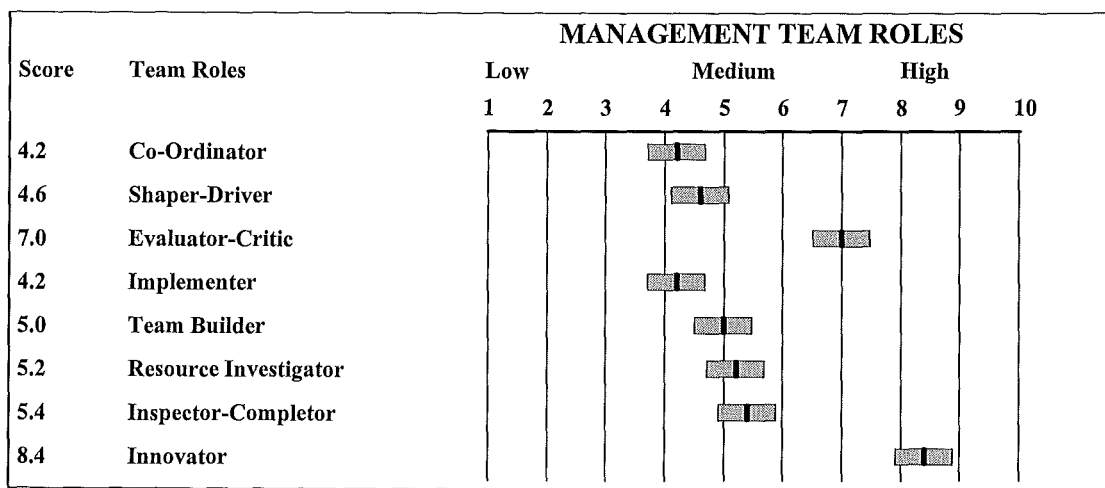 MANAGEMENT TEAM ROLES
Score Team Roles Low Medium High
1 2 3 4 5 6 7 8 9 10
4.2 Co-Ordinator
4.6 Shaper-Driver
7.0 Evaluator-Critic
4.2 Implementer
5.0 Team Builder
5.2 Resource Investigator
5.4 Inspector-Completor
8.4 Innovator